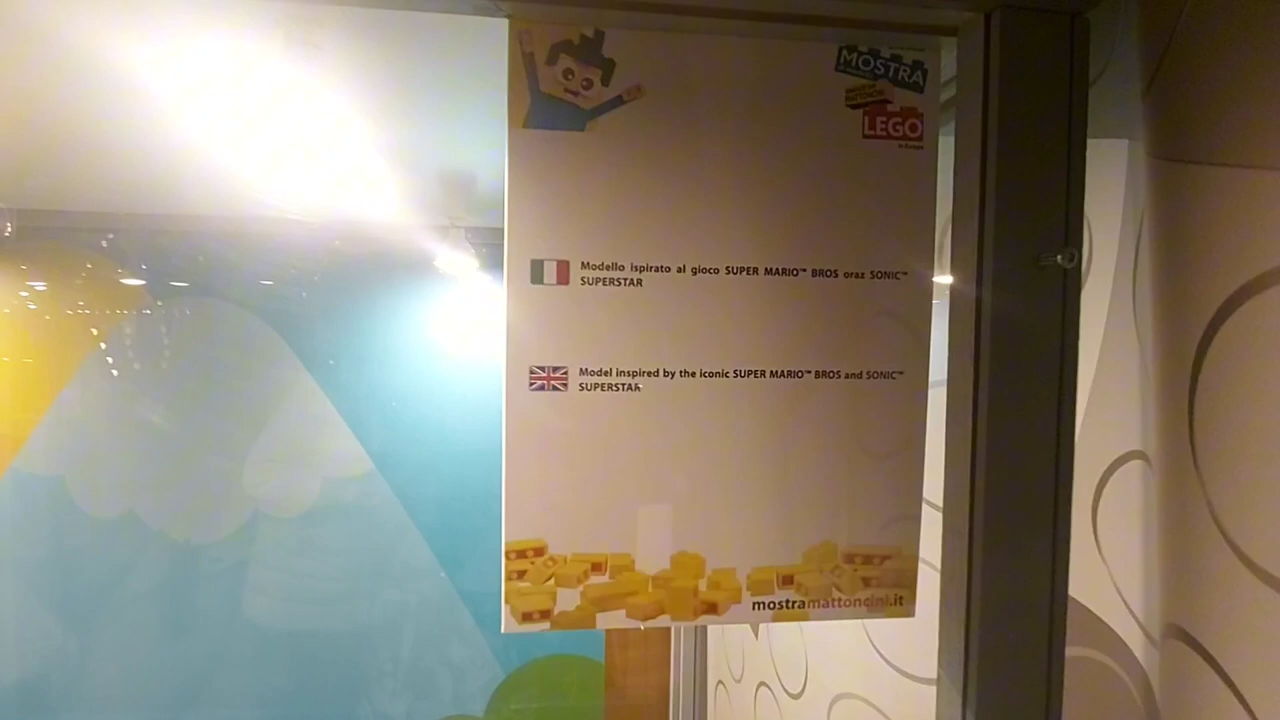 MOSTRA
LEGO
Modello ispirato al gioco SUPER MARIO™ BROS oraz SONIC™
SUPERSTAR
Model inspired by the iconic SUPER MARIO™ BROS and SONIC™
SUPERSTAR
mostramattoncini.it